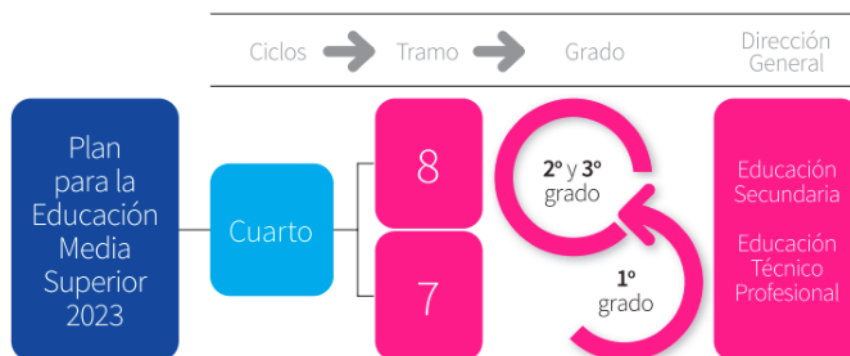 Ciclos
Tramo
Grado
Dirección
General
Plan
para la
Educación
Media
Superior
2023
Cuarto
8
7
2º y 3º
grado
1º
grado
Educación
Secundaria
Educación
Técnico
Profesional